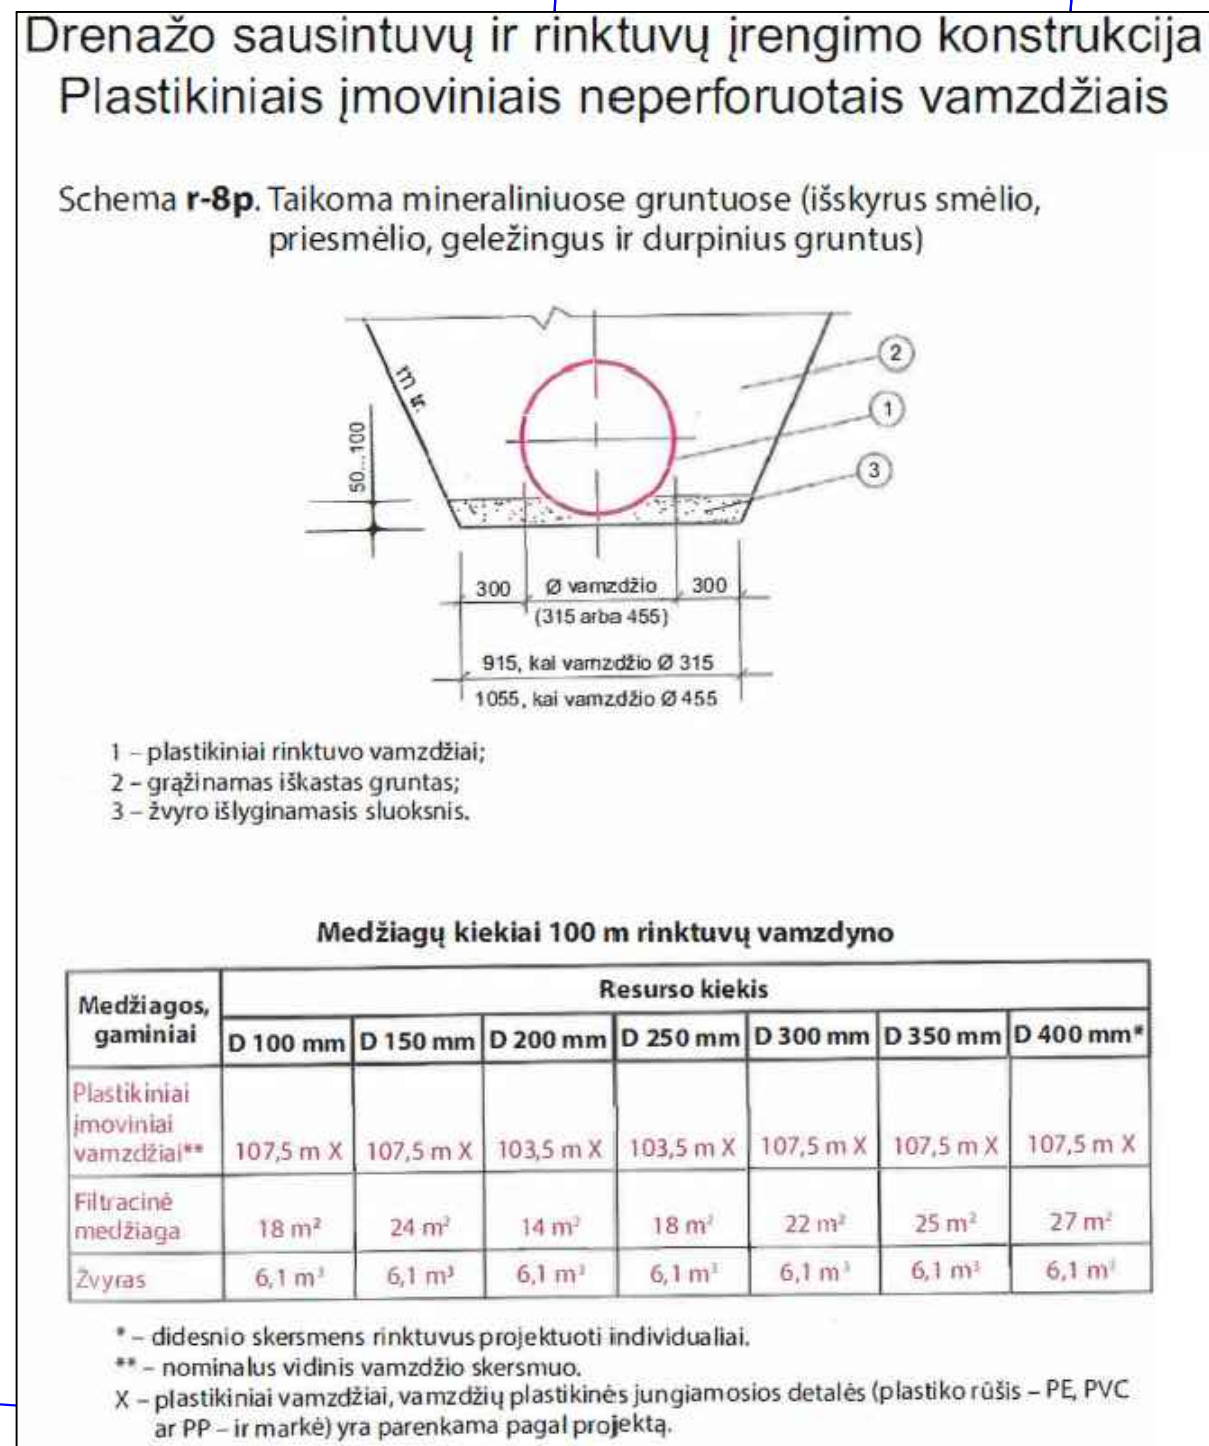 Drenažo sausintuvų ir rinktuvų įrengimo konstrukcija
Plastikiniais įmoviniais neperforuotais vamzdžiais
Schema r-8p. Taikoma mineraliniuose gruntuose (išskyrus smėlio,
priesmėlio, geležingus ir durpinius gruntus)
m tr.
2
1
3
50...100
300 Ø vamzdžio 300
(315 arba 455)
915, kai vamzdžio Ø 315
1055, kai vamzdžio Ø 455
1 – plastikiniai rinktuvo vamzdžiai;
2 – grąžinamas iškastas gruntas;
3 – žvyro išlyginamasis sluoksnis.
Medžiagų kiekiai 100 m rinktuvų vamzdyno
Medžiagos,
gaminiai
Resurso kiekis
D 100 mm D 150 mm D 200 mm D 250 mm D 300 mm D 350 mm D 400 mm*
Plastikiniai
įmoviniai
vamzdžiai** 107,5 m X 107,5 m X 103,5 m X 103,5 m X 107,5 m X 107,5 m X 107,5 m X
Filtracinė
medžiaga 18 m² 24 m² 14 m² 18 m² 22 m² 25 m² 27 m²
Žvyras 6,1 m³ 6,1 m³ 6,1 m³ 6,1 m³ 6,1 m³ 6,1 m³ 6,1 m³
* – didesnio skersmens rinktuvus projektuoti individualiai.
** – nominalus vidinis vamzdžio skersmuo.
X – plastikiniai vamzdžiai, vamzdžių plastikinės jungiamosios detalės (plastiko rūšis – PE, PVC
ar PP – ir markė) yra parenkama pagal projektą.